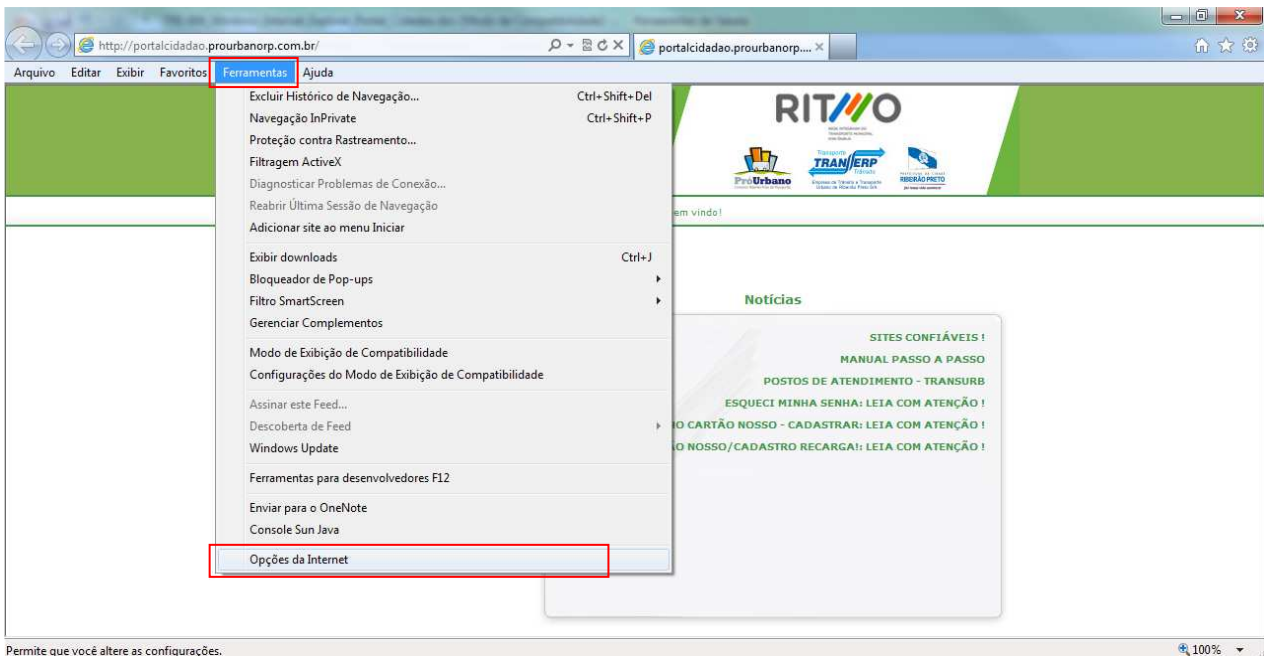 http://portalcidadao.prourbanorp.com.br/
portalcidadao.prourbanorp....
Arquivo Editar Exibir Favoritos Ferramentas Ajuda
Excluir Histórico de Navegação... Ctrl+Shift+Del
Navegação InPrivate Ctrl+Shift+P
Proteção contra Rastreamento...
Filtragem ActiveX
Diagnosticar Problemas de Conexão...
Reabrir Última Sessão de Navegação
Adicionar site ao menu Iniciar
Exibir downloads Ctrl+J
Bloqueador de Pop-ups
Filtro SmartScreen
Gerenciar Complementos
Modo de Exibição de Compatibilidade
Configurações do Modo de Exibição de Compatibilidade
Assinar este Feed...
Descoberta de Feed
Windows Update
Ferramentas para desenvolvedores F12
Enviar para o OneNote
Console Sun Java
Opções da Internet
RITMO
PróUrbano
Transporte
TRANSERP
Trânsito
RIBEIRÃO PRETO
em vindo!
Notícias
SITES CONFIÁVEIS !
MANUAL PASSO A PASSO
POSTOS DE ATENDIMENTO - TRANSURB
ESQUECI MINHA SENHA: LEIA COM ATENÇÃO !
O CARTÃO NOSSO - CADASTRAR: LEIA COM ATENÇÃO !
O NOSSO/CADASTRO RECARGA!: LEIA COM ATENÇÃO !
Permite que você altere as configurações.
100%